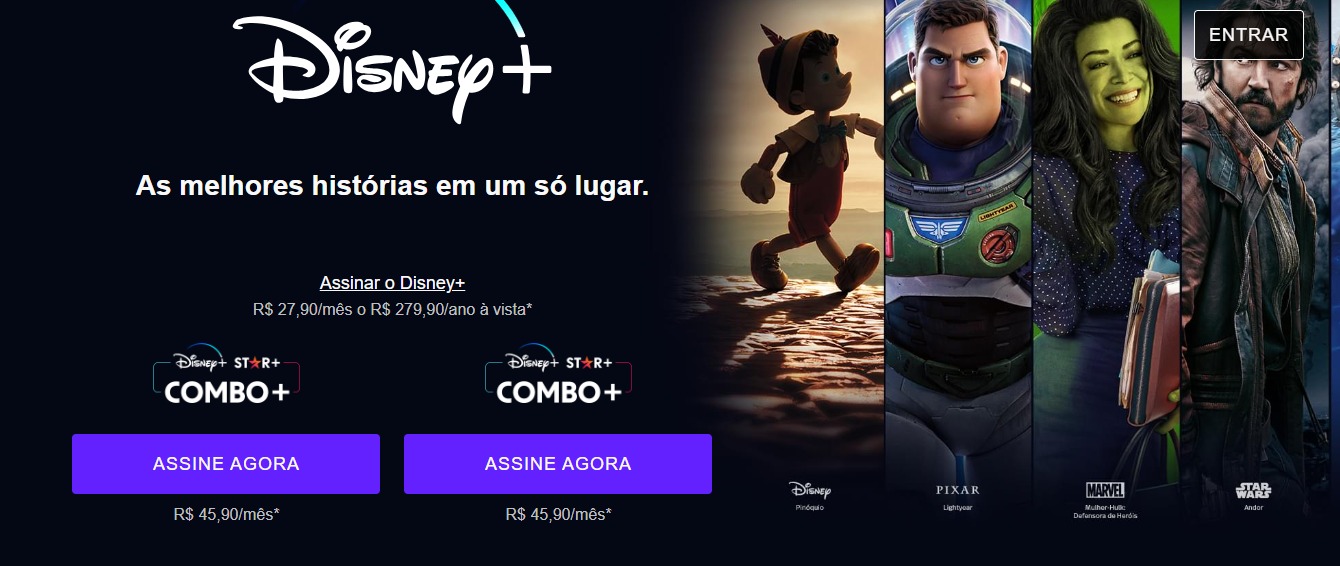 Disney+
ENTRAR
As melhores histórias em um só lugar.
Assinar o Disney+
R$ 27,90/mês o R$ 279,90/ano à vista*
Disney+ STAR+
COMBO+
Disney+ STAR+
COMBO+
ASSINE AGORA
ASSINE AGORA
R$ 45,90/mês*
R$ 45,90/mês*
LIGHTYEAR
Disney
Pinóquio
PIXAR
Lightyear
MARVEL
Mulher-Hulk:
Defensora de Heróis
STAR
WARS
Andor